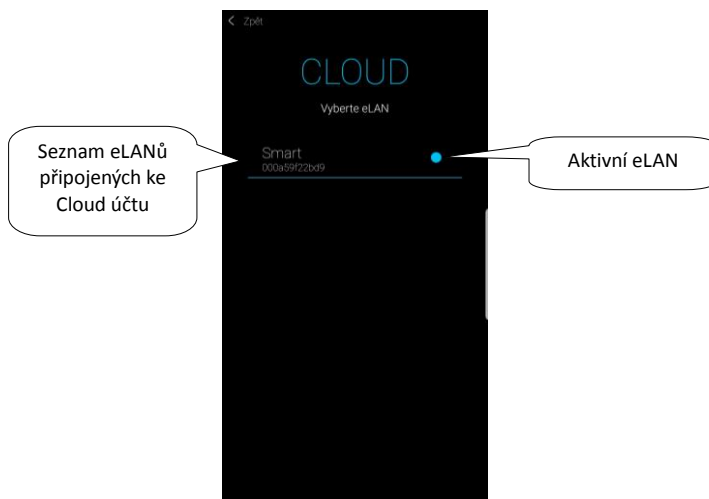 Zpět
CLOUD
Vyberte eLAN
Seznam eLANů
připojených ke
Cloud účtu
Smart
000a59f22bd9
Aktivní eLAN